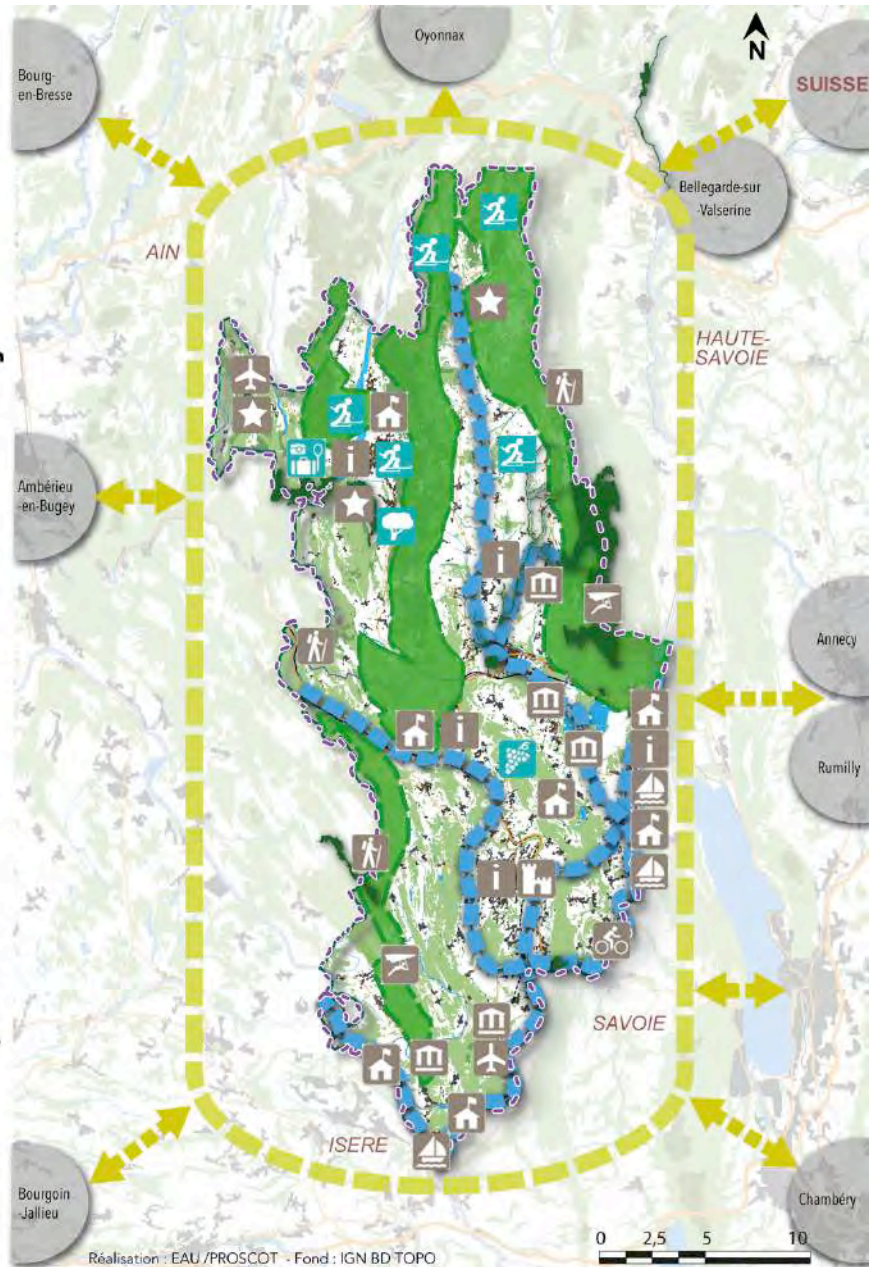 Oyonnax
N
Bourg-
en-Bresse
SUISSE
Bellegarde-sur
-Valserine
AIN
HAUTE-
SAVOIE
Ambérieu
-en-Bugey
i
i
Annecy
i
i
Rumilly
i
SAVOIE
ISERE
Bourgoin
-Jallieu
Chambéry
0 2,5 5 10
Réalisation : EAU /PROSCOT - Fond : IGN BD TOPO